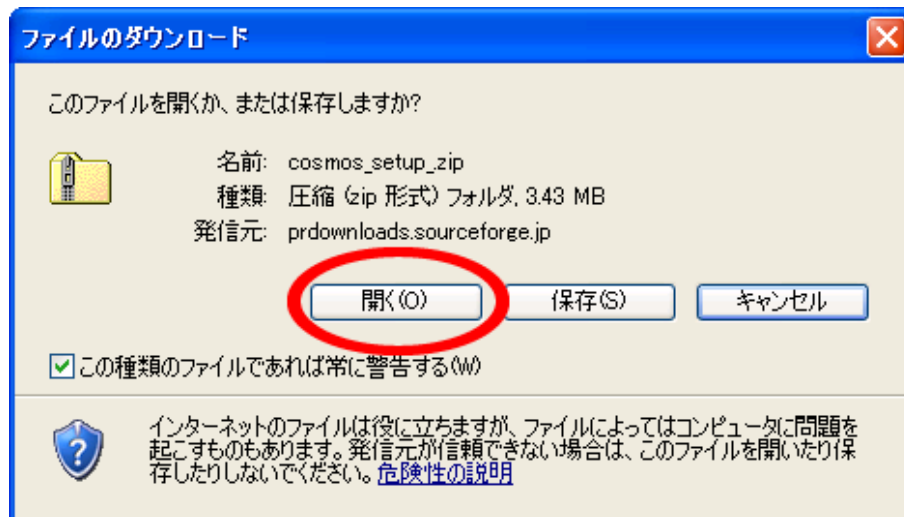 ファイルのダウンロード
このファイルを開くか、または保存しますか?
名前: cosmos_setup_zip
種類: 圧縮 (zip 形式) フォルダ, 3.43 MB
発信元: prdownloads.sourceforge.jp
開く(O) 保存(S) キャンセル
この種類のファイルであれば常に警告する(W)
インターネットのファイルは役に立ちますが、ファイルによってはコンピュータに問題を
起こすものもあります。発信元が信頼できない場合は、このファイルを開いたり保
存したりしないでください。危険性の説明